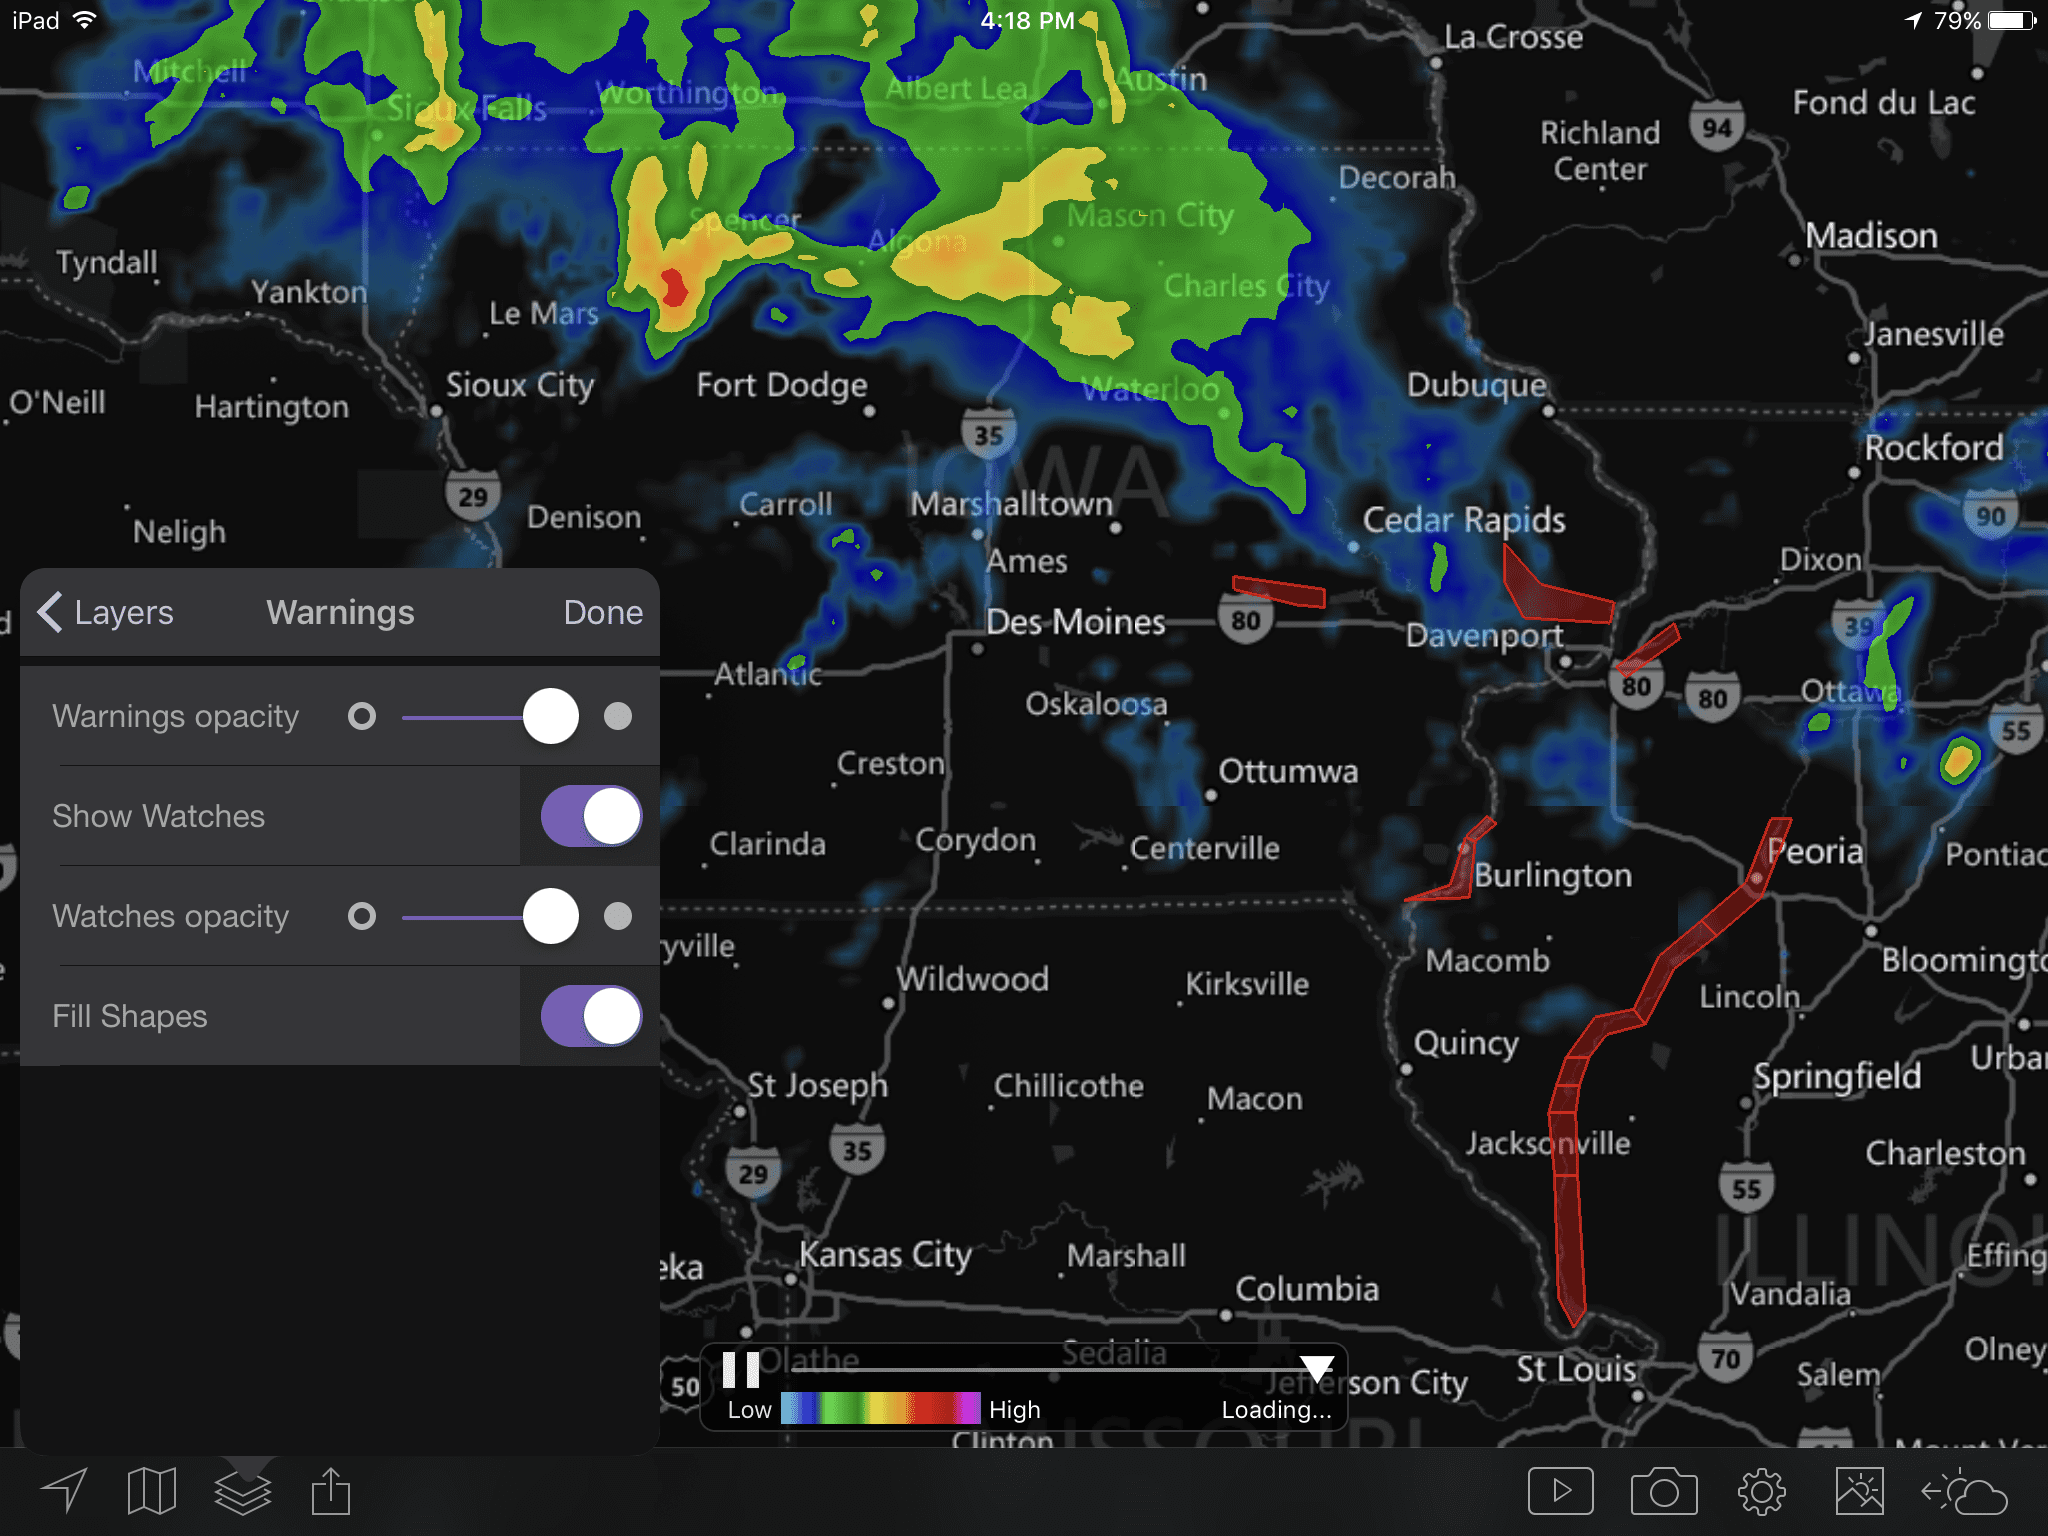 iPad 4:18 PM 79%
La Crosse
Mitchell
Sioux Falls
Worthington
Albert Lea
Austin
Fond du Lac
94
Richland
Center
Decorah
Spencer
Algona
Mason City
Madison
Tyndall
Yankton
Le Mars
Charles City
Janesville
O'Neill
Hartington
Sioux City
Fort Dodge
Waterloo
Dubuque
35
IOWA
Rockford
29
Neligh
Denison
Carroll
Marshalltown
Cedar Rapids
90
Ames
Dixon
Layers Warnings Done
Des Moines
80
Davenport
39
Atlantic
80
80
Ottawa
Oskaloosa
55
Warnings opacity
Creston
Ottumwa
Show Watches
Clarinda
Corydon
Centerville
Burlington
Peoria
Pontiac
Watches opacity
ryville
Macomb
Bloomingto
Wildwood
Kirksville
Lincoln
Fill Shapes
Quincy
Urba
St Joseph
Chillicothe
Macon
Springfield
35
29
Jacksonville
Charleston
55
Kansas City
Marshall
ILLINOI
Effing
eka
Columbia
Vandalia
Olathe
Sedalia
50
Jefferson City
St Louis
70
Salem
Olney
Low High Loading...
Clinton
MISSOURI
Mount Ver